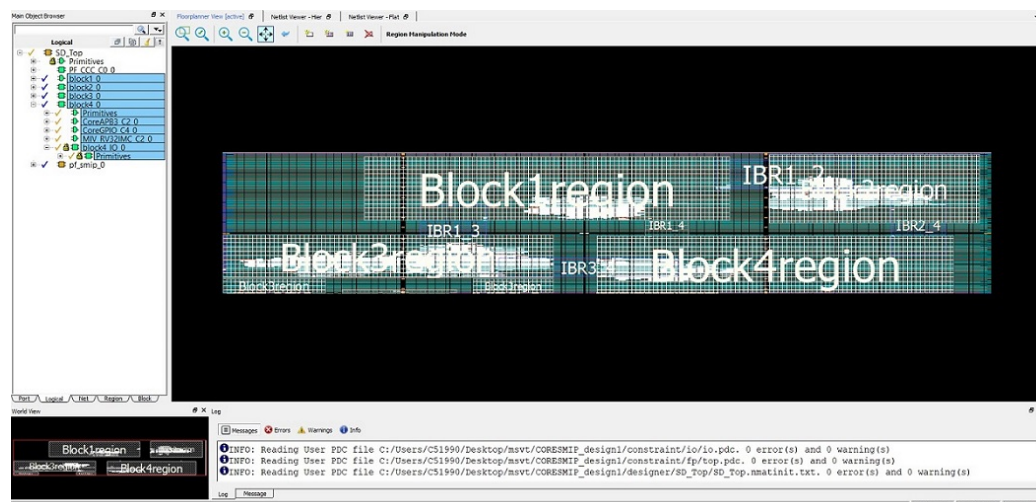 Main Object Browser
Floorplanner View [active]
Netlist Viewer - Hier
Netlist Viewer - Flat
Region Manipulation Mode
Logical
SD_Top
Primitives
PF_CCC_C0_0
block1_0
block2_0
block3_0
block4_0
Primitives
CoreAPB3_C2_0
CoreGPIO_C4_0
MIV_RV32IMC_C2_0
block4_IO_0
Primitives
pf_smip_0
Block1region
IBR1_2
Block2region
IBR1_3
IBR1_4
IBR2_4
Block3region
IBR3_4
Block4region
Block3region
Block3region
Port
Logical
Net
Region
Block
World View
Block1region
Block3region
Block4region
Log
Messages
Errors
Warnings
Info
INFO: Reading User PDC file C:/Users/C51990/Desktop/msvt/CORESMIP_design1/constraint/io/io.pdc. 0 error(s) and 0 warning(s)
INFO: Reading User PDC file C:/Users/C51990/Desktop/msvt/CORESMIP_design1/constraint/fp/top.pdc. 0 error(s) and 0 warning(s)
INFO: Reading User PDC file C:/Users/C51990/Desktop/msvt/CORESMIP_design1/designer/SD_Top/SD_Top.nmatinit.txt. 0 error(s) and 0 warning(s)
Log
Message